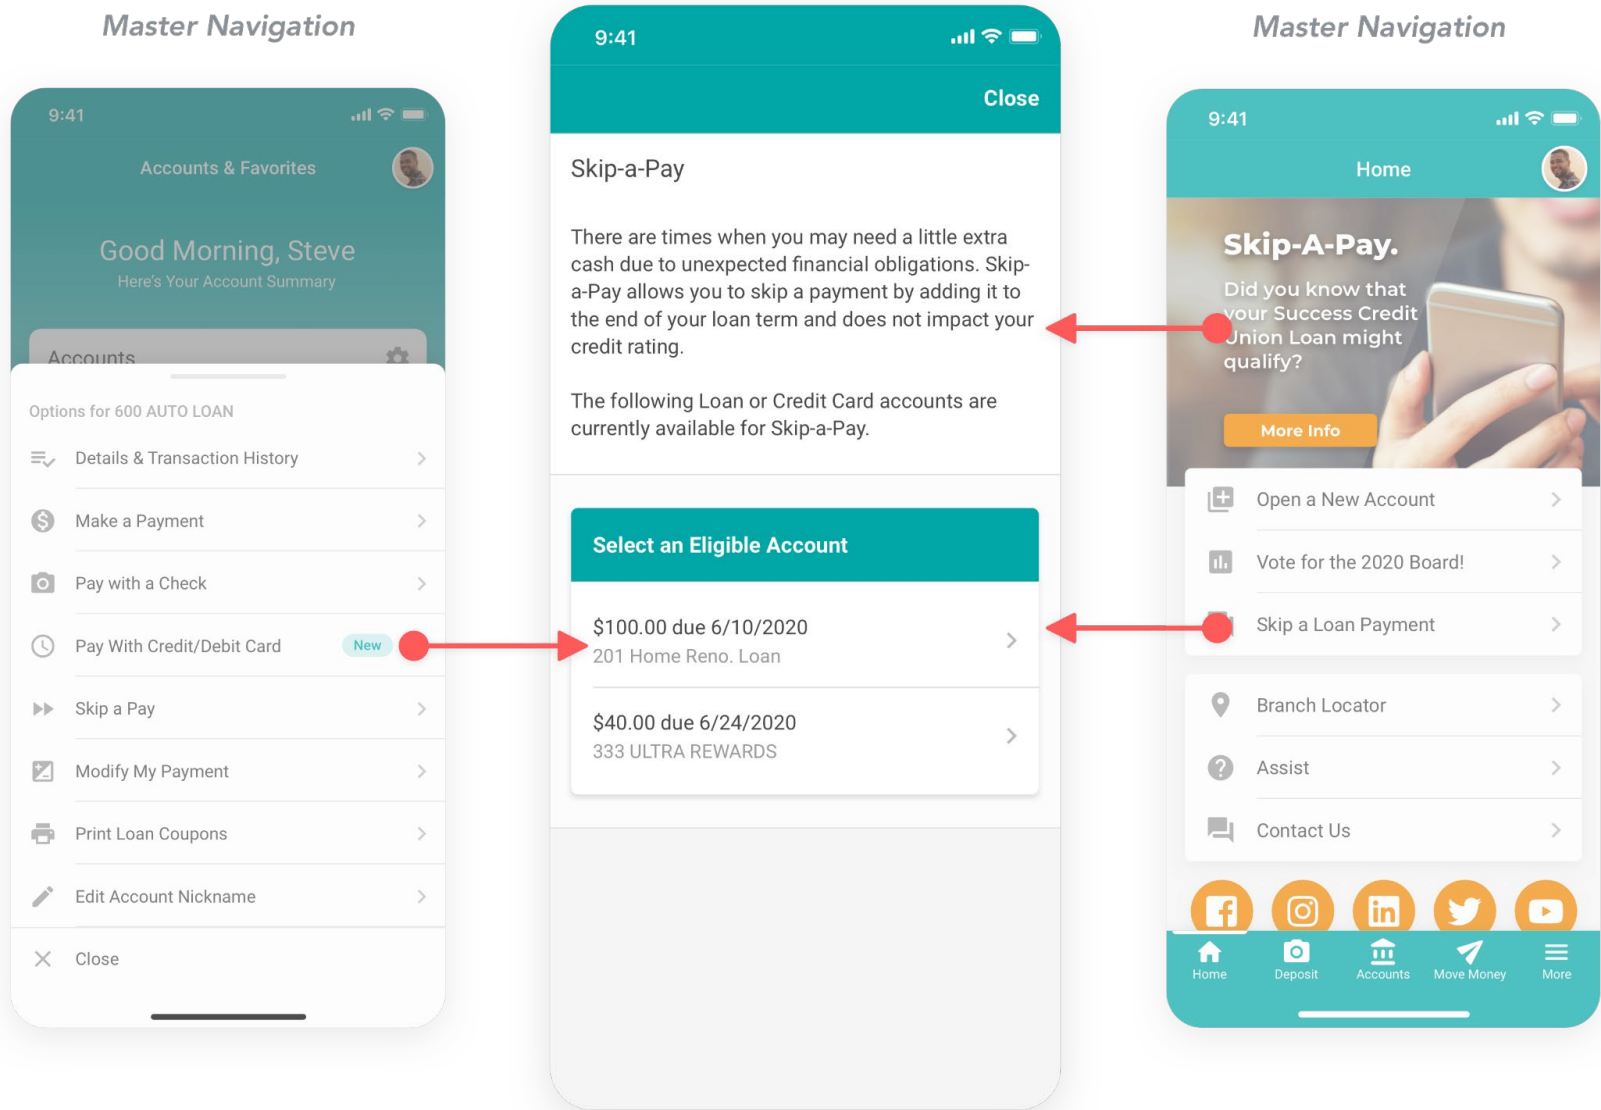 Master Navigation
9:41
Accounts & Favorites
Good Morning, Steve
Here's Your Account Summary
Accounts
Options for 600 AUTO LOAN
Details & Transaction History
Make a Payment
Pay with a Check
Pay With Credit/Debit Card
New
Skip a Pay
Modify My Payment
Print Loan Coupons
Edit Account Nickname
Close
9:41
Close
Skip-a-Pay
There are times when you may need a little extra
cash due to unexpected financial obligations. Skip-
a-Pay allows you to skip a payment by adding it to
the end of your loan term and does not impact your
credit rating.
The following Loan or Credit Card accounts are
currently available for Skip-a-Pay.
Select an Eligible Account
$100.00 due 6/10/2020
201 Home Reno. Loan
$40.00 due 6/24/2020
333 ULTRA REWARDS
Master Navigation
9:41
Home
Skip-A-Pay.
Did you know that
your Success Credit
Union Loan might
qualify?
More Info
Open a New Account
Vote for the 2020 Board!
Skip a Loan Payment
Branch Locator
Assist
Contact Us
Home
Deposit
Accounts
Move Money
More